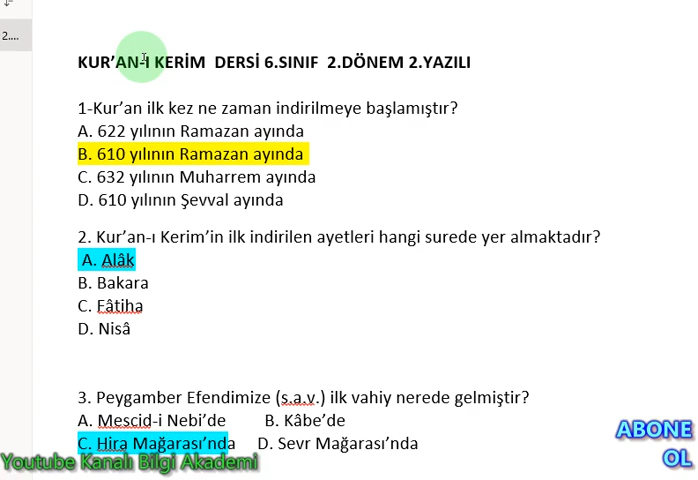 2....
KUR’AN-I KERİM DERSİ 6.SINIF 2.DÖNEM 2.YAZILI
1-Kur’an ilk kez ne zaman indirilmeye başlamıştır?
A. 622 yılının Ramazan ayında
B. 610 yılının Ramazan ayında
C. 632 yılının Muharrem ayında
D. 610 yılının Şevval ayında
2. Kur’an-ı Kerim’in ilk indirilen ayetleri hangi surede yer almaktadır?
A. Alâk
B. Bakara
C. Fâtiha
D. Nisâ
3. Peygamber Efendimize (s.a.v.) ilk vahiy nerede gelmiştir?
A. Mescid-i Nebi’de B. Kâbe’de
C. Hira Mağarası’nda D. Sevr Mağarası’nda
ABONE
OL
Youtube Kanalı Bilgi Akademi